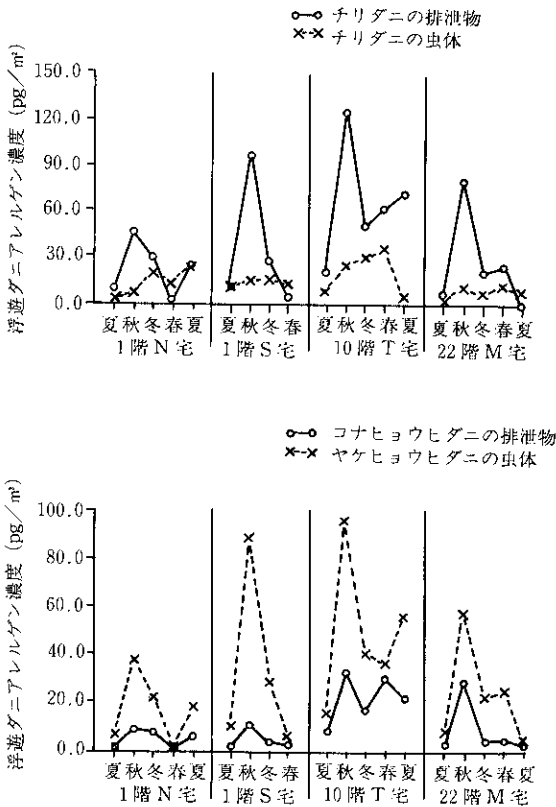 チリダニの排泄物
チリダニの虫体
浮遊ダニアレルゲン濃度 (pg/m²)
150.0
120.0
90.0
60.0
30.0
0.0
夏 秋 冬 春 夏 夏 秋 冬 春 夏 秋 冬 春 夏 夏 秋 冬 春 夏
1階N宅 1階S宅 10階T宅 22階M宅
コナヒョウヒダニの排泄物
ヤケヒョウヒダニの虫体
浮遊ダニアレルゲン濃度 (pg/m²)
100.0
80.0
60.0
40.0
20.0
0.0
夏 秋 冬 春 夏 夏 秋 冬 春 夏 秋 冬 春 夏 夏 秋 冬 春 夏
1階N宅 1階S宅 10階T宅 22階M宅